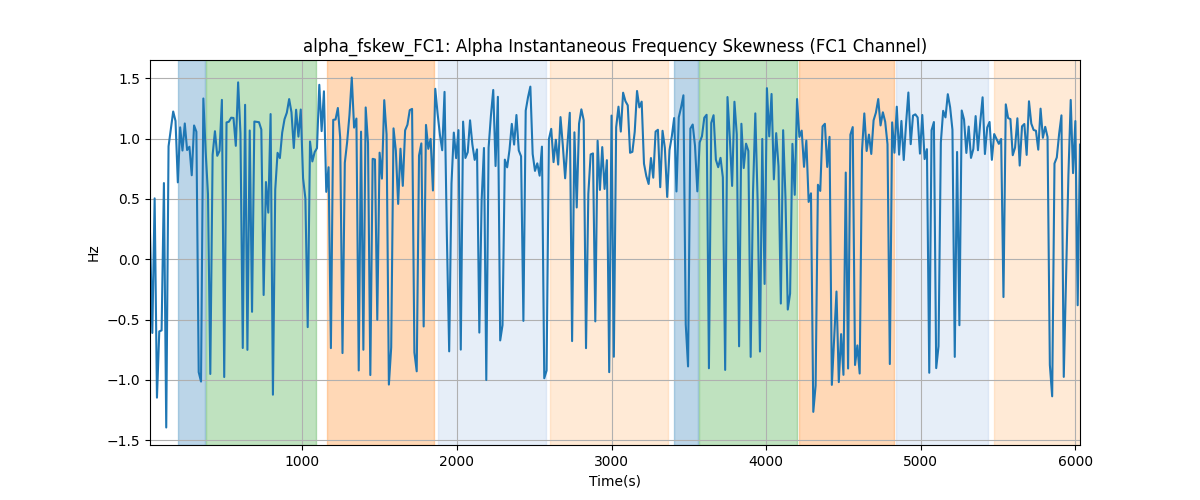 alpha_fskew_FC1: Alpha Instantaneous Frequency Skewness (FC1 Channel)
1.5
1.0
0.5
0.0
−0.5
−1.0
−1.5
Hz
1000 2000 3000 4000 5000 6000
Time(s)